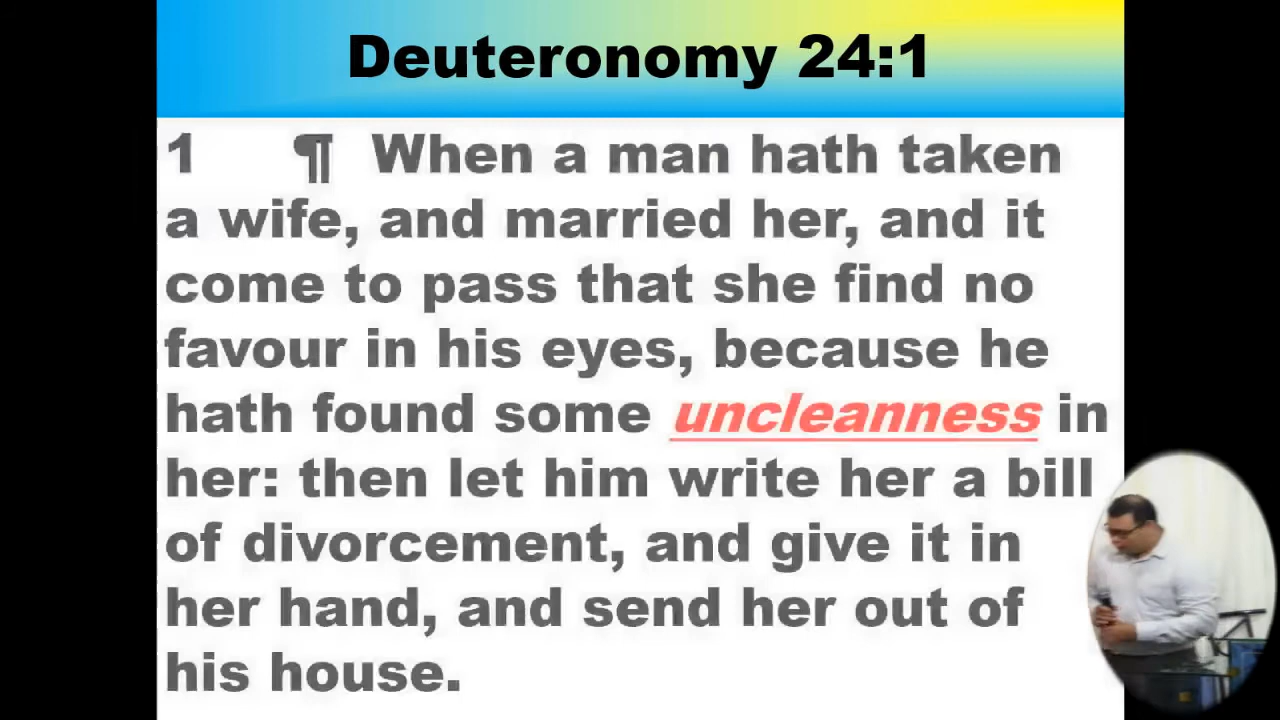 Deuteronomy 24:1
1 ¶ When a man hath taken
a wife, and married her, and it
come to pass that she find no
favour in his eyes, because he
hath found some uncleanness in
her: then let him write her a bill
of divorcement, and give it in
her hand, and send her out of
his house.